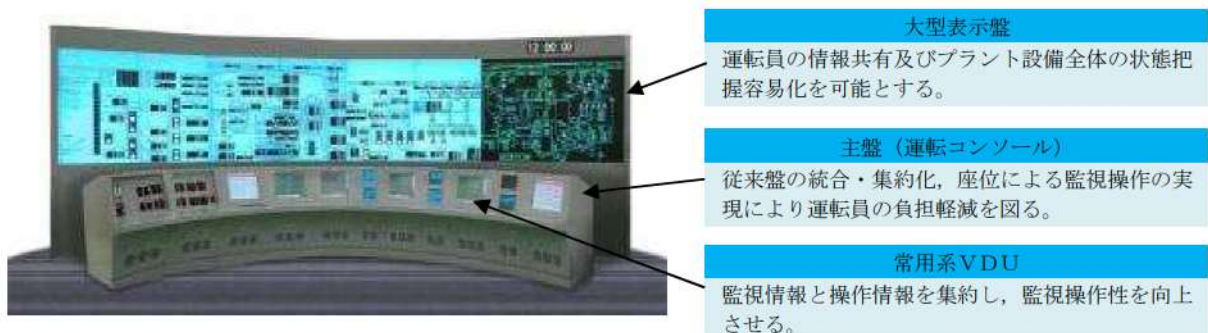 大型表示盤
運転員の情報共有及びプラント設備全体の状態把
握容易化を可能とする。
主盤（運転コンソール）
従来盤の統合・集約化，座位による監視操作の実
現により運転員の負担軽減を図る。
常用系ＶＤＵ
監視情報と操作情報を集約し，監視操作性を向上
させる。